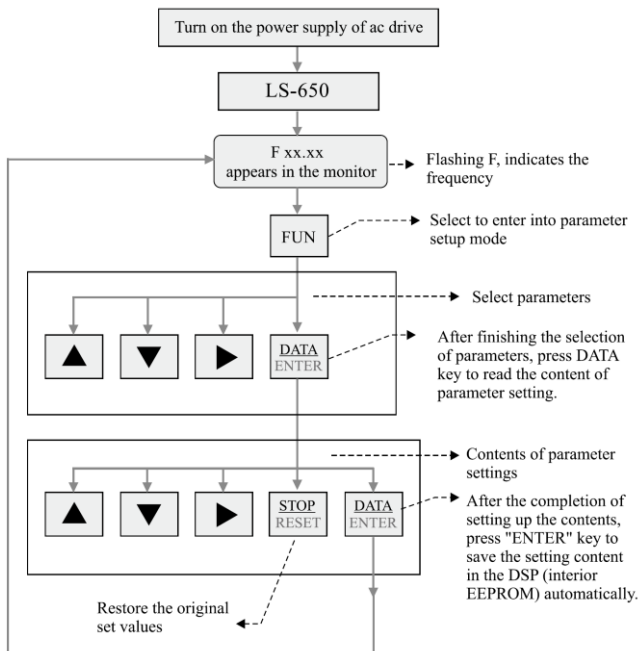 Turn on the power supply of ac drive
LS-650
F xx.xx
appears in the monitor
Flashing F, indicates the
frequency
FUN
Select to enter into parameter
setup mode
Select parameters
DATA
ENTER
After finishing the selection
of parameters, press DATA
key to read the content of
parameter setting.
Contents of parameter
settings
STOP
RESET
DATA
ENTER
After the completion of
setting up the contents,
press "ENTER" key to
save the setting content
in the DSP (interior
EEPROM) automatically.
Restore the original
set values